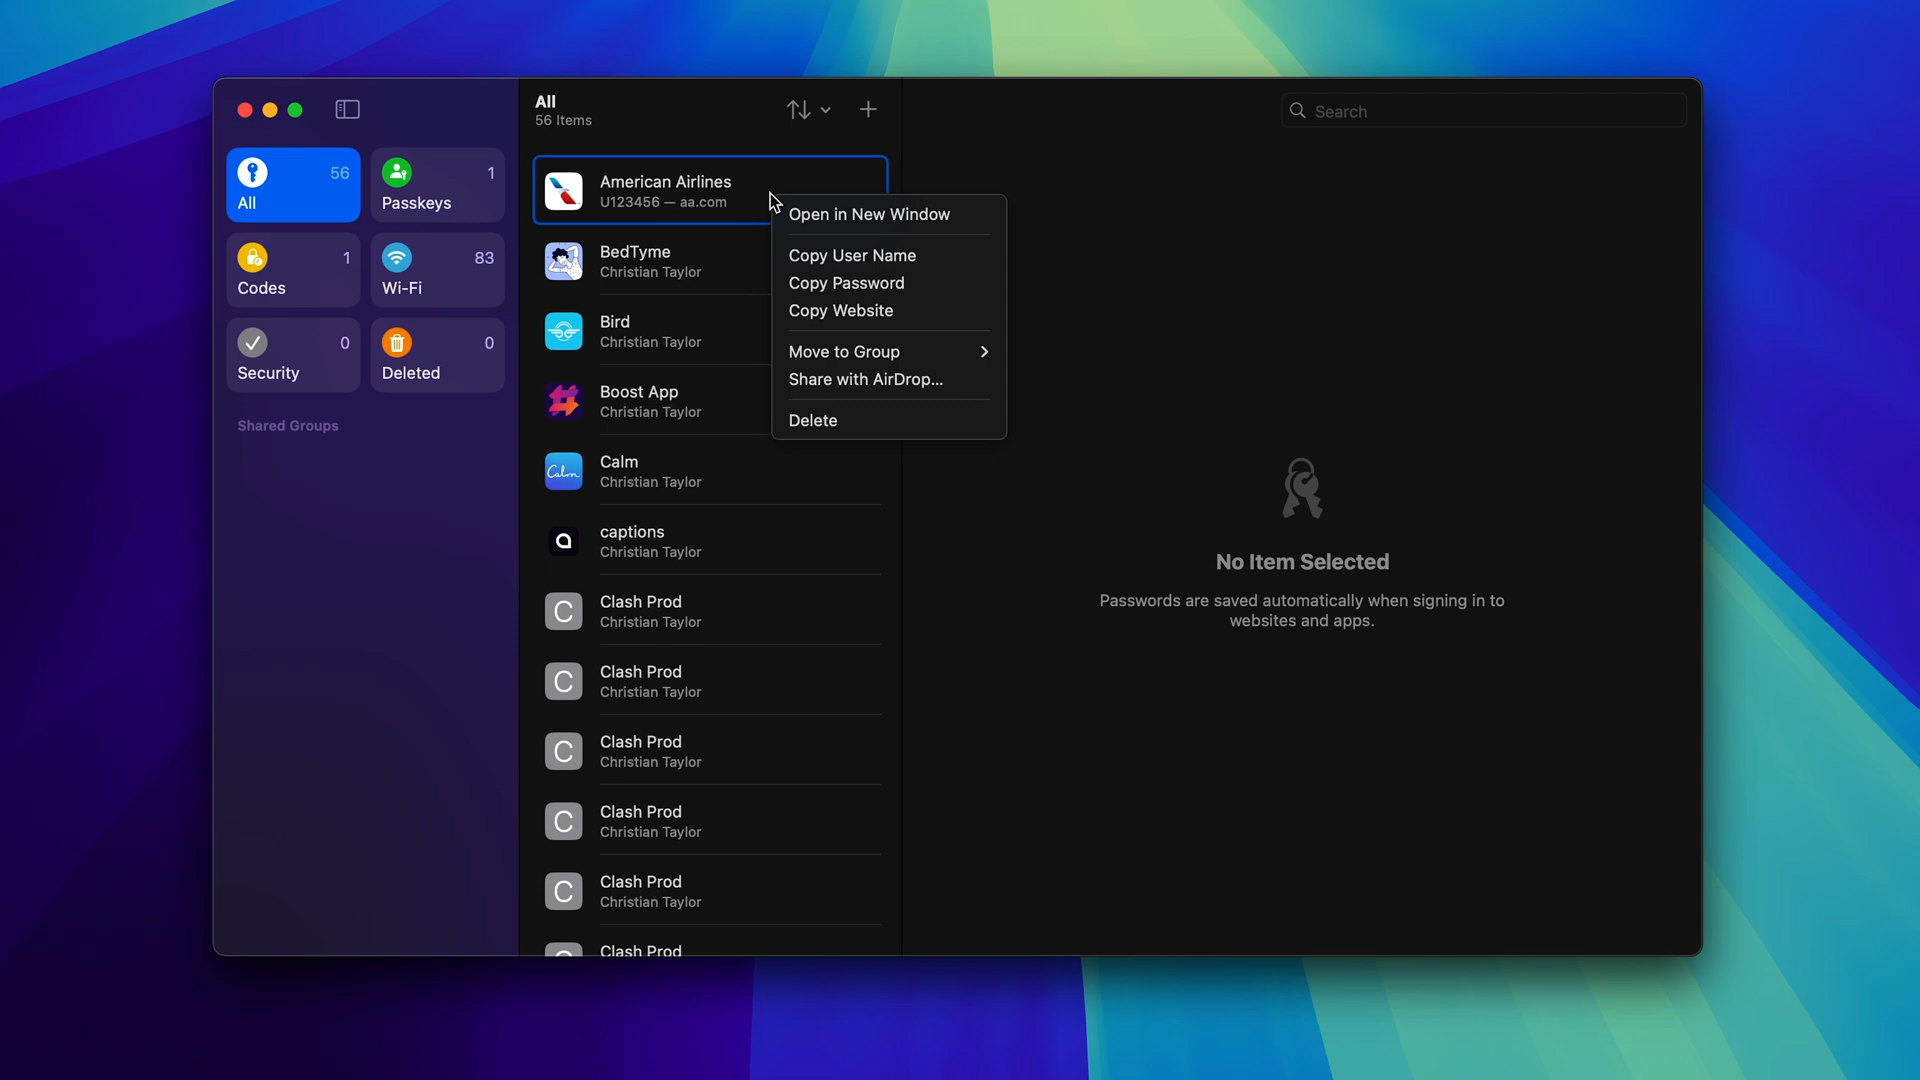 All
56 Items
Search
56
All
1
Passkeys
1
Codes
83
Wi-Fi
0
Security
0
Deleted
Shared Groups
American Airlines
U123456 — aa.com
BedTyme
Christian Taylor
Bird
Christian Taylor
Boost App
Christian Taylor
Calm
Calm
Christian Taylor
captions
Christian Taylor
C
Clash Prod
Christian Taylor
C
Clash Prod
Christian Taylor
C
Clash Prod
Christian Taylor
C
Clash Prod
Christian Taylor
C
Clash Prod
Christian Taylor
Clash Prod
Open in New Window
Copy User Name
Copy Password
Copy Website
Move to Group
Share with AirDrop...
Delete
No Item Selected
Passwords are saved automatically when signing in to
websites and apps.